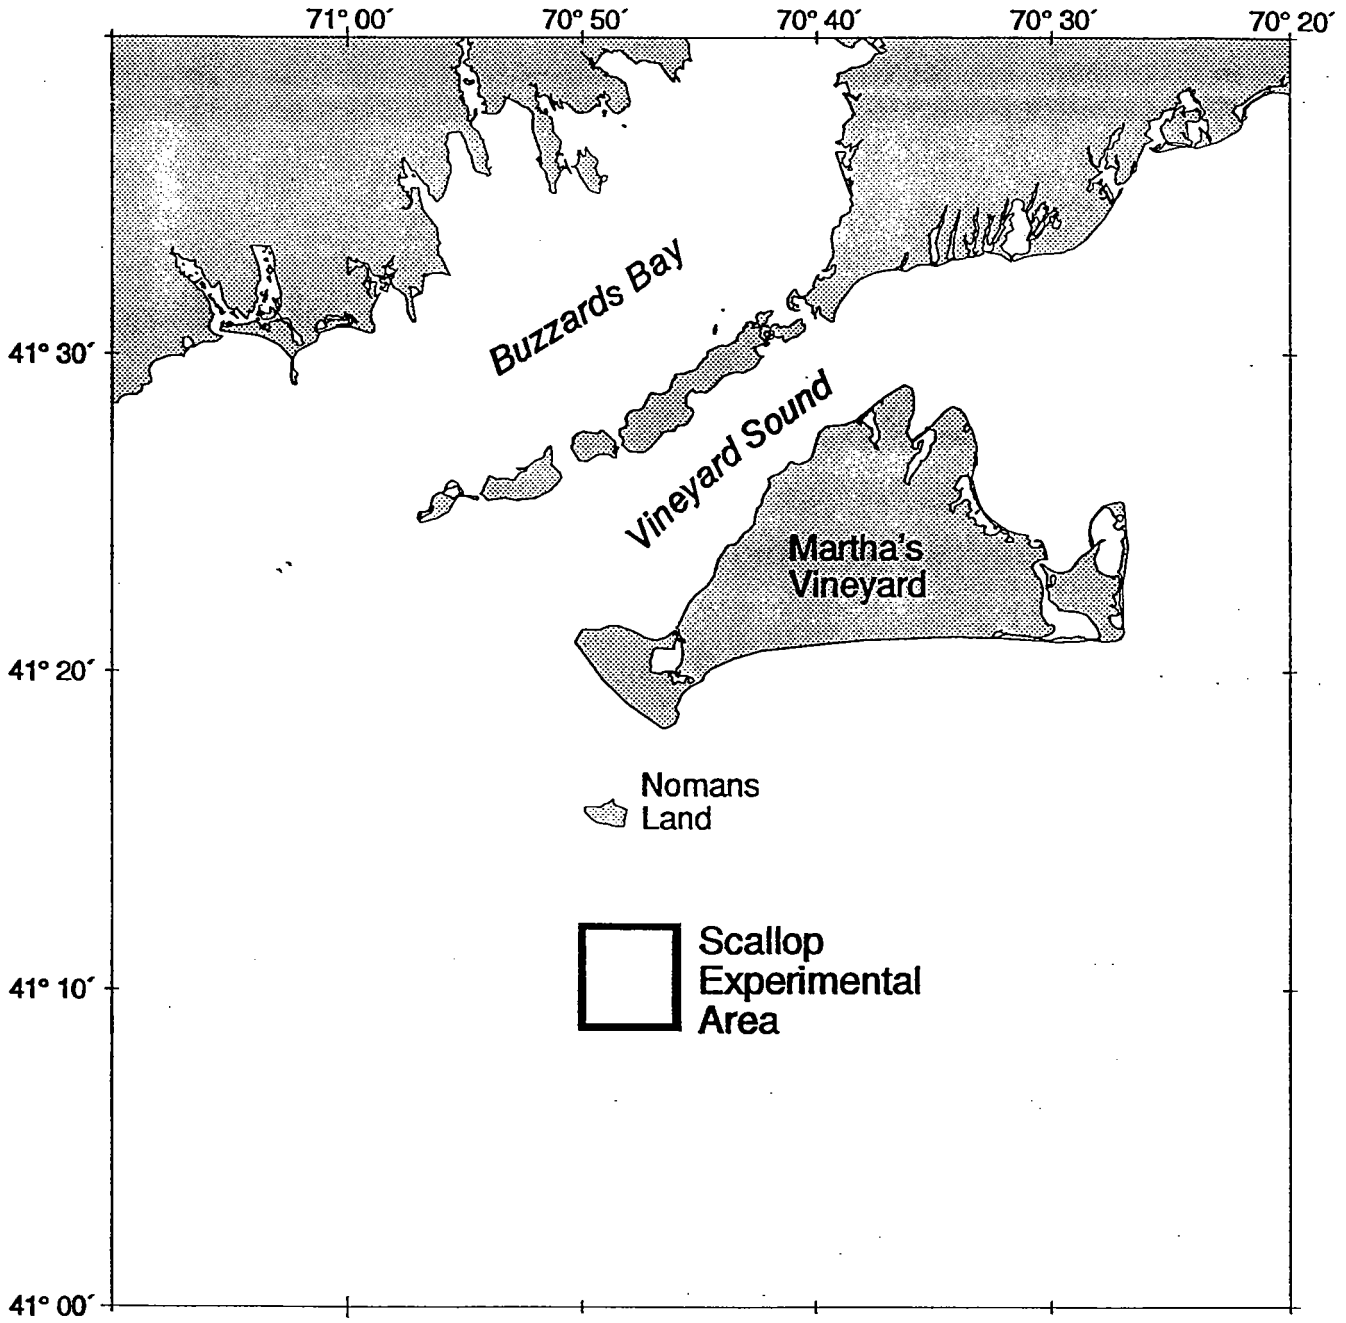 71° 00′ 70° 50′ 70° 40′ 70° 30′ 70° 20′
Buzzards Bay
41° 30′
Vineyard Sound
Martha's
Vineyard
41° 20′
Nomans
Land
Scallop
Experimental
Area
41° 10′
41° 00′